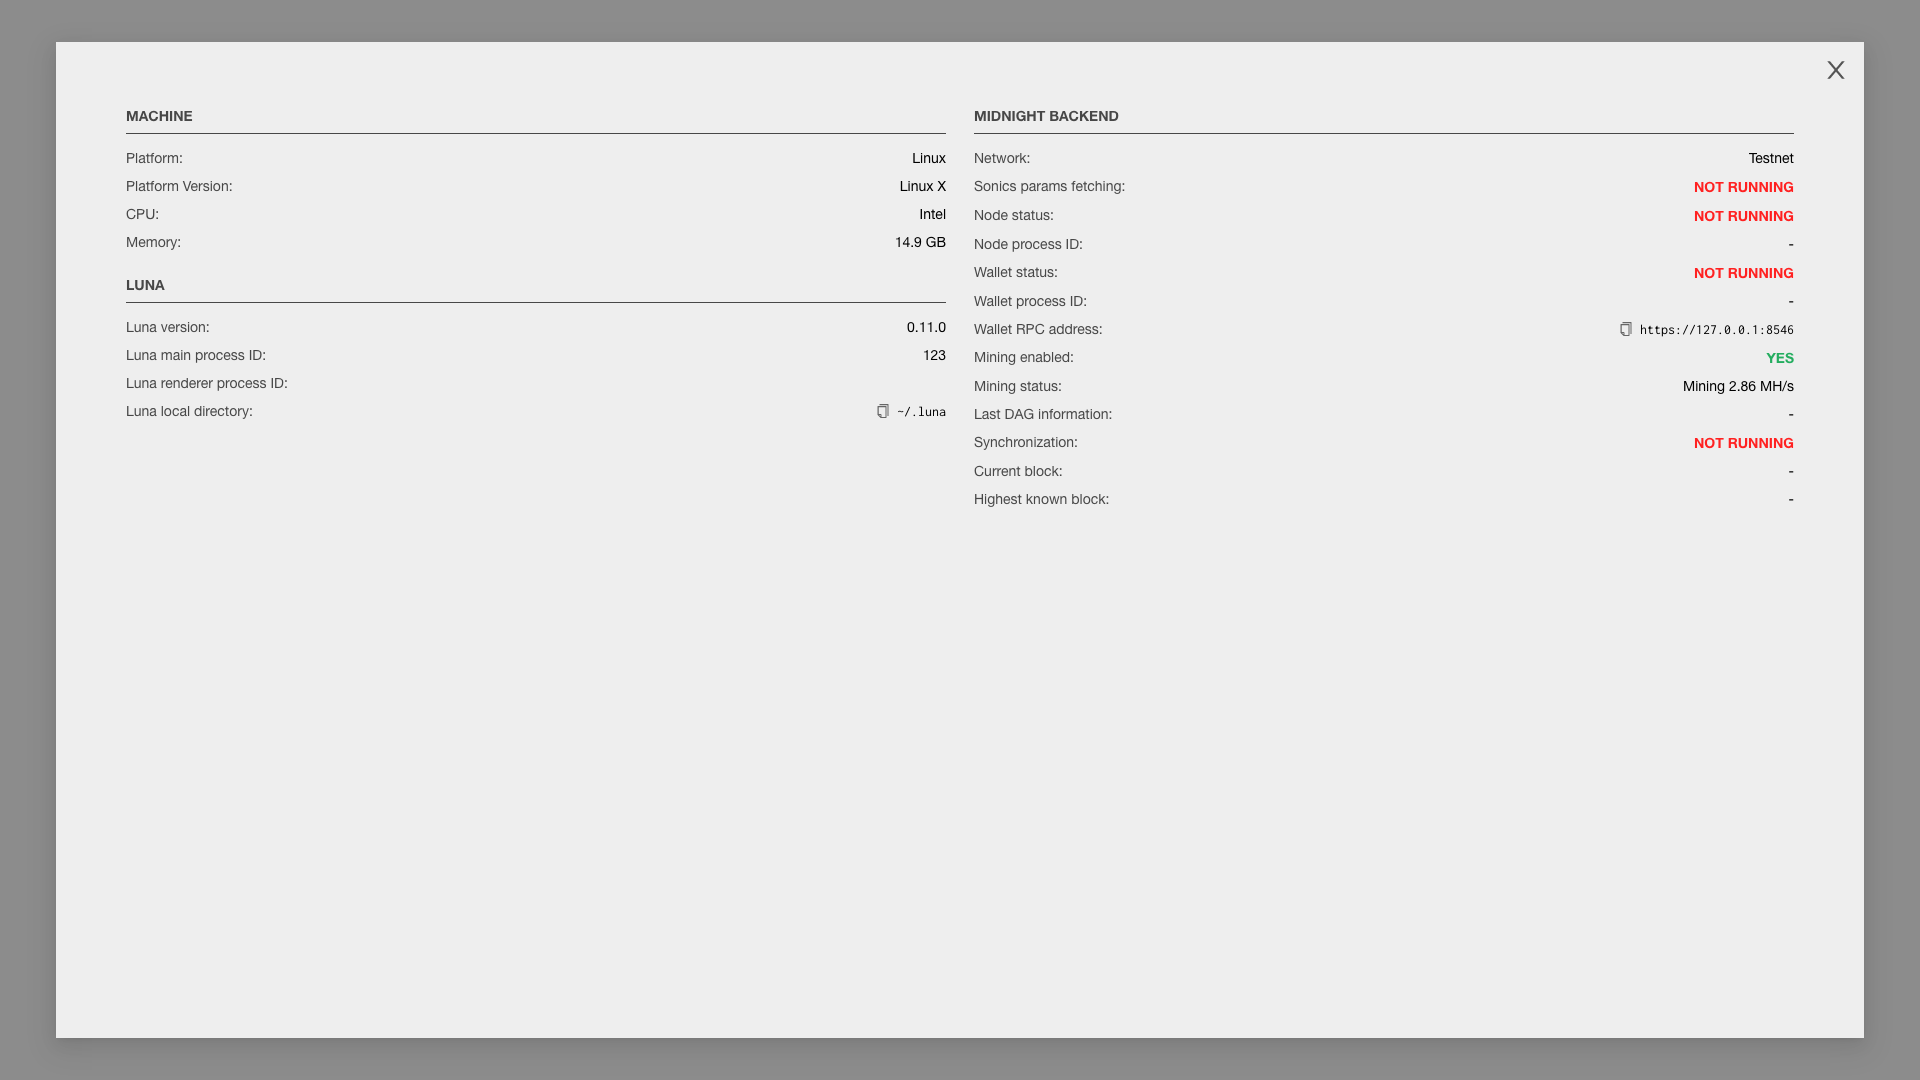 X
MACHINE
Platform: Linux
Platform Version: Linux X
CPU: Intel
Memory: 14.9 GB
LUNA
Luna version: 0.11.0
Luna main process ID: 123
Luna renderer process ID:
Luna local directory: ~/.luna
MIDNIGHT BACKEND
Network: Testnet
Sonics params fetching: NOT RUNNING
Node status: NOT RUNNING
Node process ID: -
Wallet status: NOT RUNNING
Wallet process ID: -
Wallet RPC address: https://127.0.0.1:8546
Mining enabled: YES
Mining status: Mining 2.86 MH/s
Last DAG information: -
Synchronization: NOT RUNNING
Current block: -
Highest known block: -